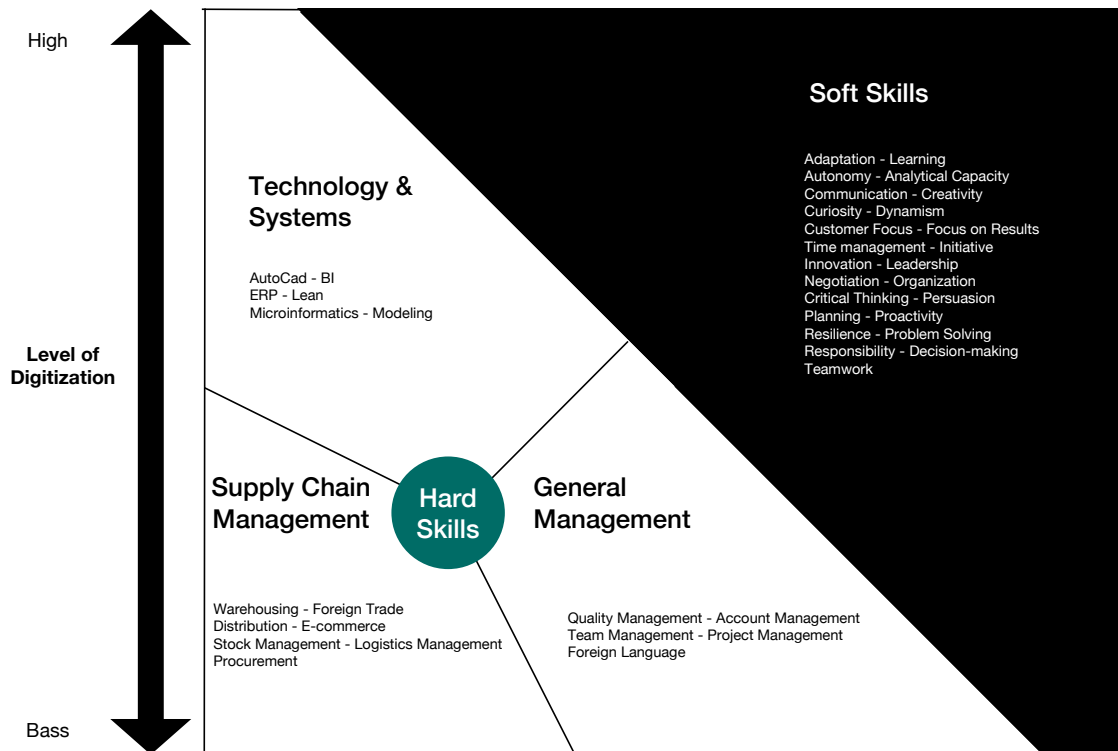 High
Soft Skills
Adaptation - Learning
Autonomy - Analytical Capacity
Communication - Creativity
Curiosity - Dynamism
Customer Focus - Focus on Results
Time management - Initiative
Innovation - Leadership
Negotiation - Organization
Critical Thinking - Persuasion
Planning - Proactivity
Resilience - Problem Solving
Responsibility - Decision-making
Teamwork
Technology &
Systems
AutoCad - BI
ERP - Lean
Microinformatics - Modeling
Level of
Digitization
Supply Chain
Management
Hard
Skills
General
Management
Warehousing - Foreign Trade
Distribution - E-commerce
Stock Management - Logistics Management
Procurement
Quality Management - Account Management
Team Management - Project Management
Foreign Language
Bass